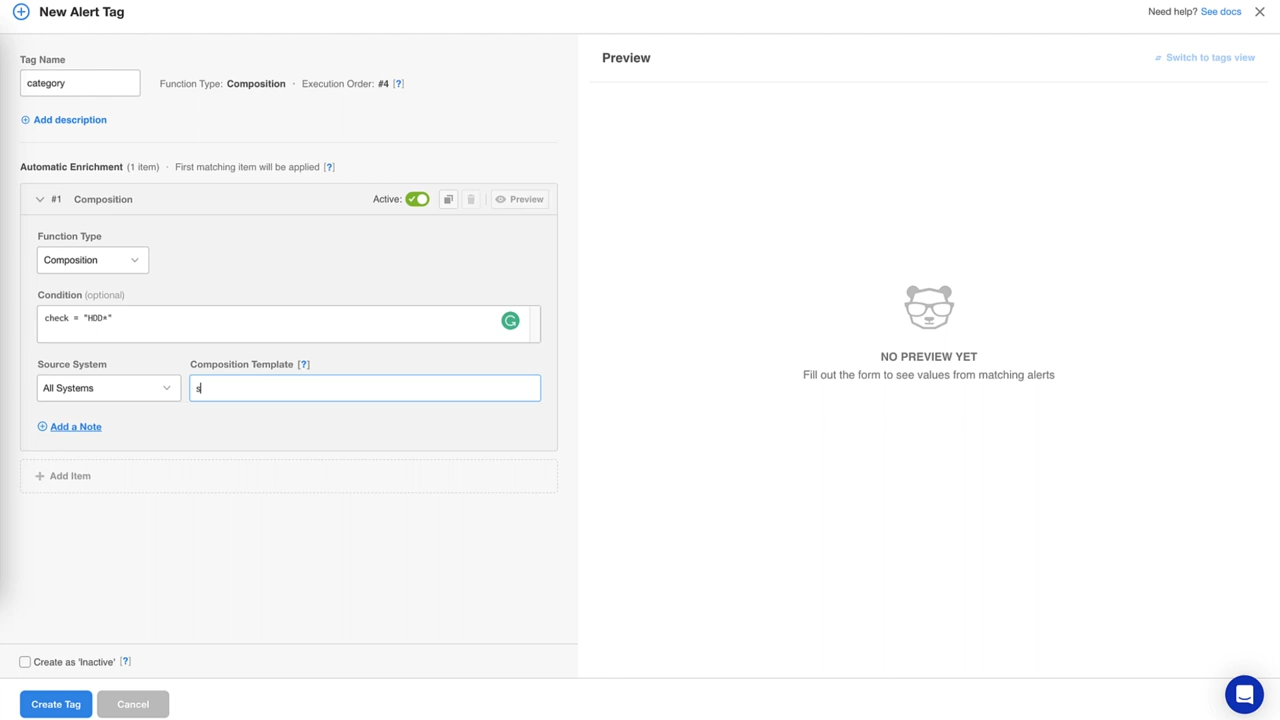 New Alert Tag
Need help? See docs
Tag Name
category
Function Type: Composition · Execution Order: #4 [?]
Add description
Automatic Enrichment (1 item) · First matching item will be applied [?]
#1 Composition
Active:
Preview
Function Type
Composition
Condition (optional)
check = "HDD*"
Source System
Composition Template [?]
All Systems
s
Add a Note
Add Item
Create as 'Inactive' [?]
Create Tag
Cancel
Preview
Switch to tags view
NO PREVIEW YET
Fill out the form to see values from matching alerts